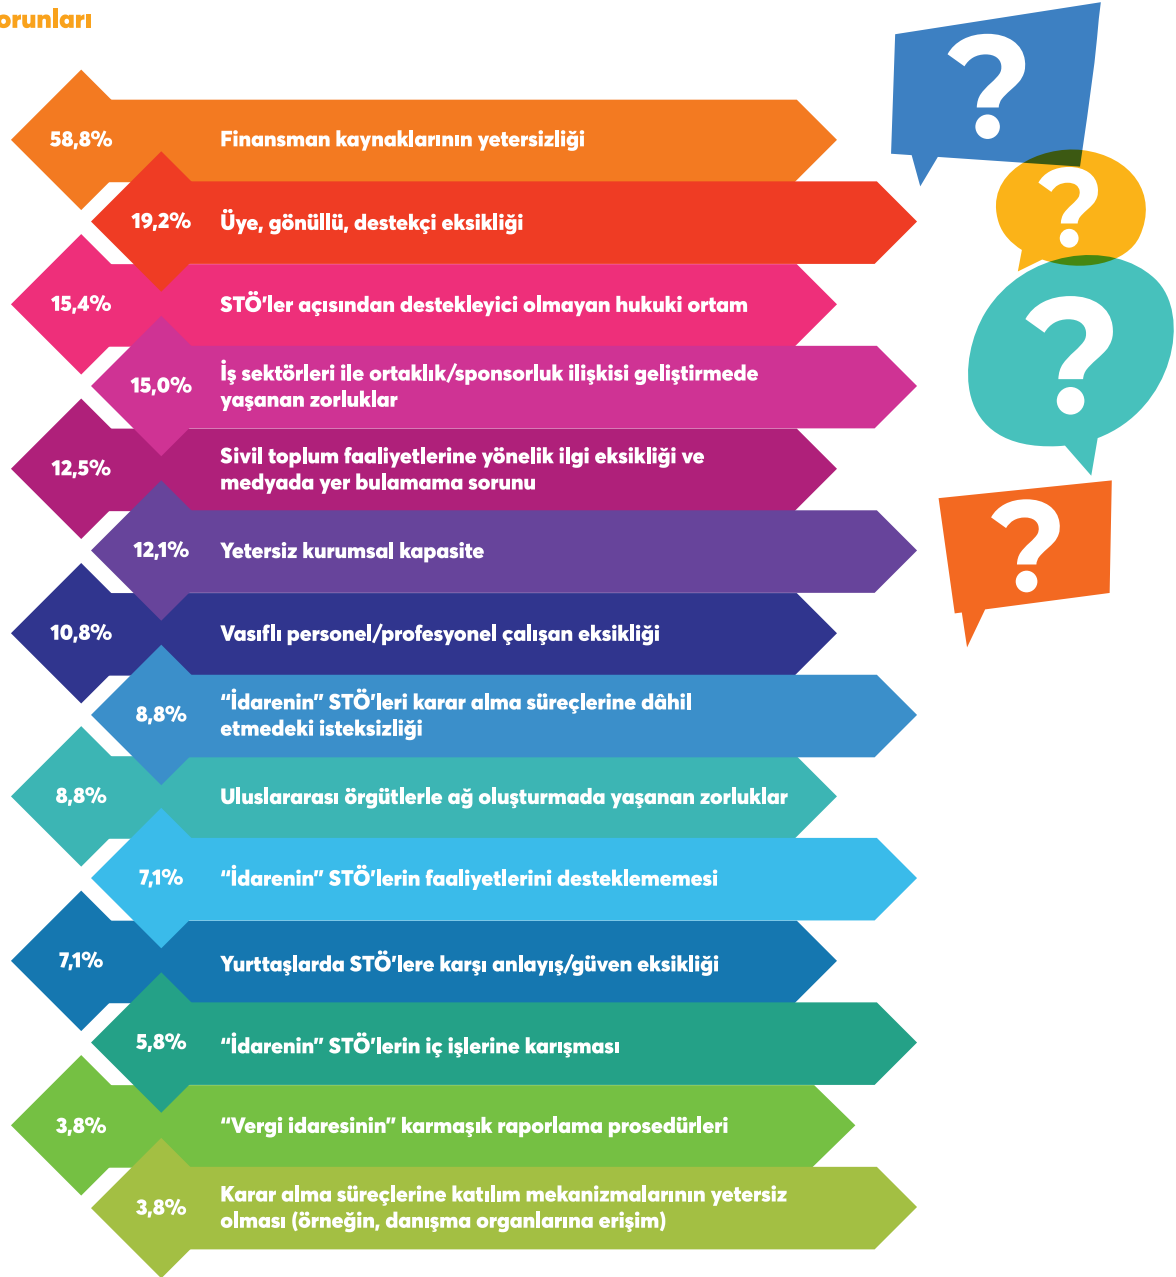 orunları
58,8%
Finansman kaynaklarının yetersizliği
19,2%
Üye, gönüllü, destekçi eksikliği
15,4%
STÖ'ler açısından destekleyici olmayan hukuki ortam
15,0%
İş sektörleri ile ortaklık/sponsorluk ilişkisi geliştirmede
yaşanan zorluklar
12,5%
Sivil toplum faaliyetlerine yönelik ilgi eksikliği ve
medyada yer bulamama sorunu
12,1%
Yetersiz kurumsal kapasite
10,8%
Vasıflı personel/profesyonel çalışan eksikliği
8,8%
“İdarenin” STÖ'leri karar alma süreçlerine dâhil
etmedeki isteksizliği
8,8%
Uluslararası örgütlerle ağ oluşturmada yaşanan zorluklar
7,1%
“İdarenin” STÖ'lerin faaliyetlerini desteklememesi
7,1%
Yurttaşlarda STÖ'lere karşı anlayış/güven eksikliği
5,8%
“İdarenin” STÖ'lerin iç işlerine karışması
3,8%
“Vergi idaresinin” karmaşık raporlama prosedürleri
3,8%
Karar alma süreçlerine katılım mekanizmalarının yetersiz
olması (örneğin, danışma organlarına erişim)
?
?
?
?